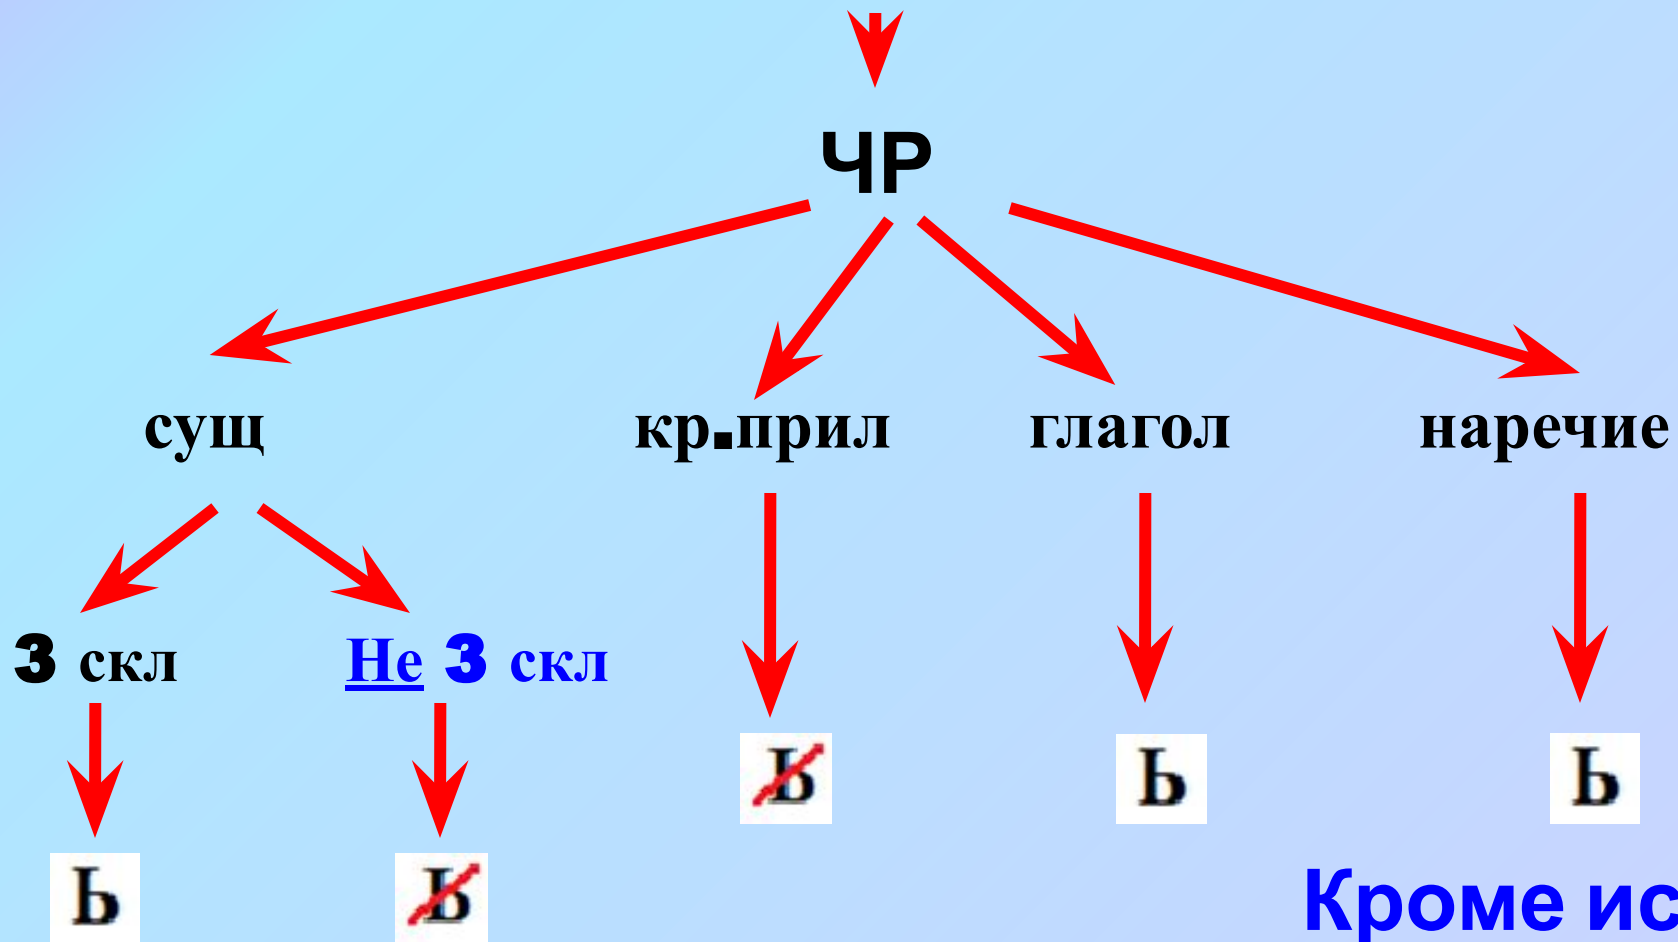 ЧР
сущ кр.прил глагол наречие
3 скл Не 3 скл
ь ь ь
ь ь
Кроме ис